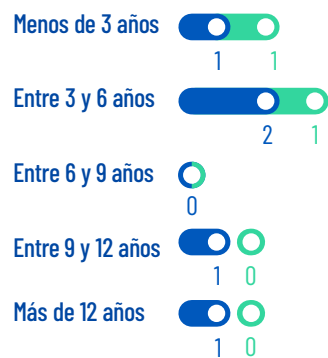 Menos de 3 años
1 1
Entre 3 y 6 años
2 1
Entre 6 y 9 años
0
Entre 9 y 12 años
1 0
Más de 12 años
1 0